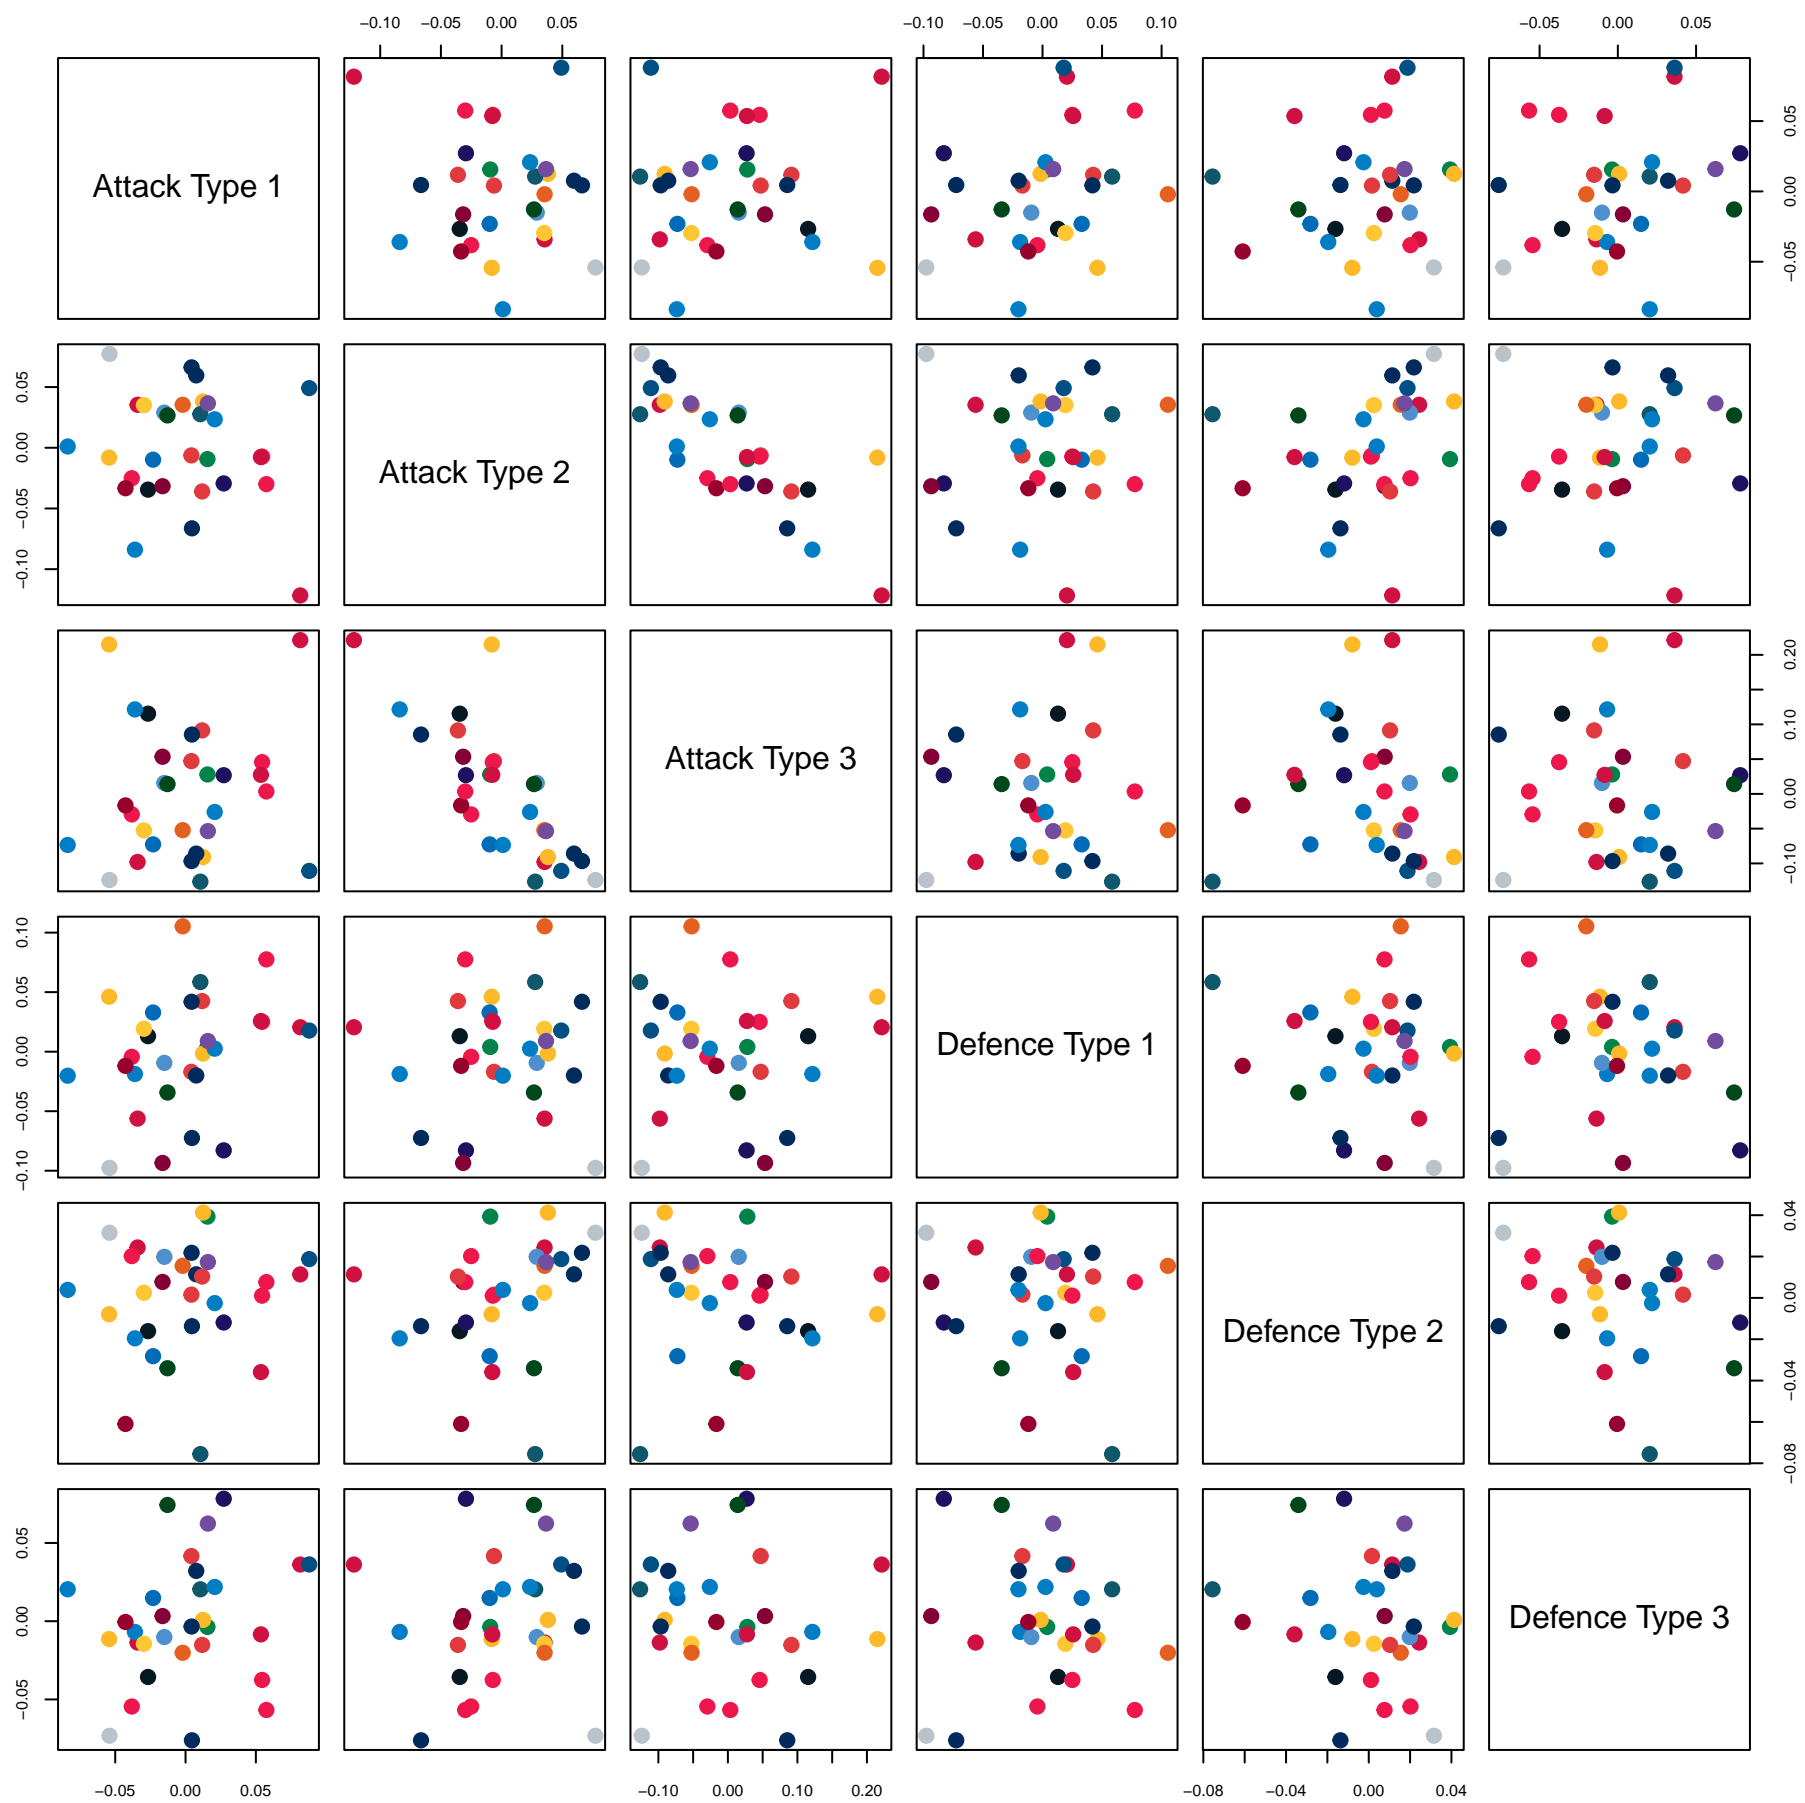 −0.10 −0.05 0.00 0.05 −0.10 −0.05 0.00 0.05 0.10 −0.05 0.00 0.05
Attack Type 1
−0.05 0.00 0.05
−0.10 −0.05 0.00 0.05
Attack Type 2
Attack Type 3
−0.10 0.00 0.10 0.20
−0.10 −0.05 0.00 0.05 0.10
Defence Type 1
Defence Type 2
−0.08 −0.04 0.00 0.04
−0.05 0.00 0.05
Defence Type 3
−0.05 0.00 0.05 −0.10 0.00 0.10 0.20 −0.08 −0.04 0.00 0.04